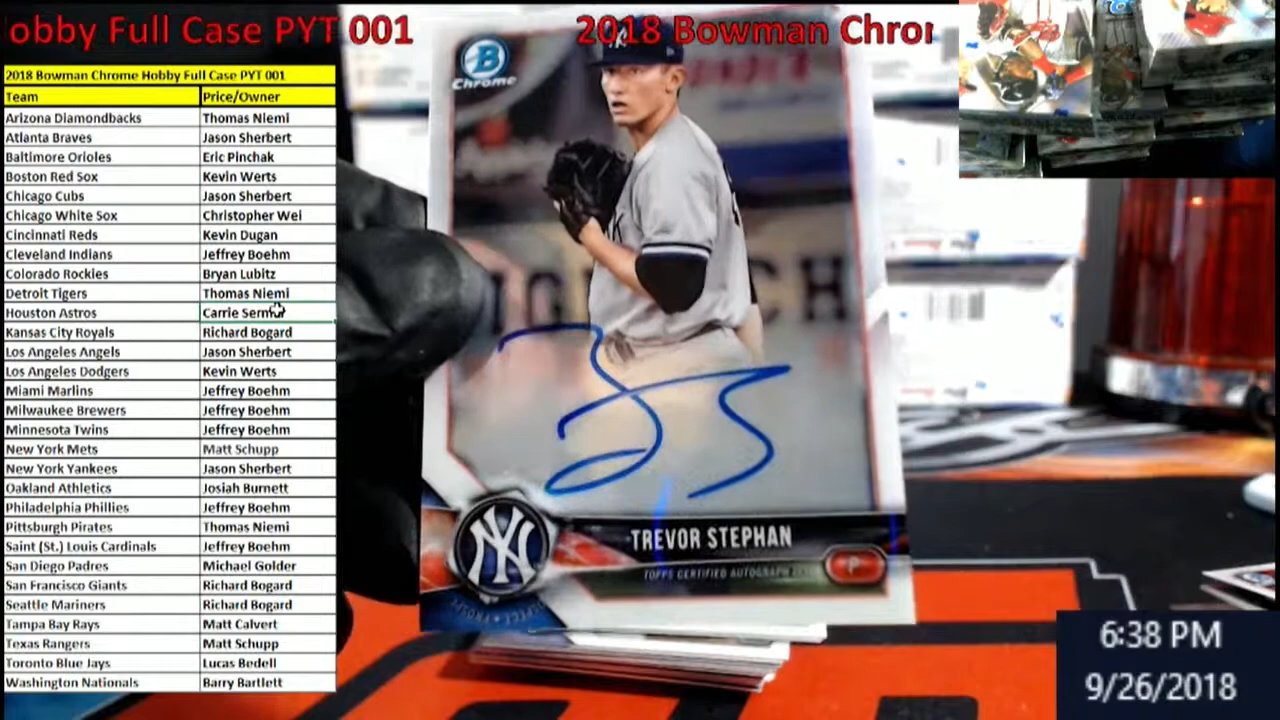 obby Full Case PYT 001
2018 Bowman Chron
2018 Bowman Chrome Hobby Full Case PYT 001
Team Price/Owner
Arizona Diamondbacks Thomas Niemi
Atlanta Braves Jason Sherbert
Baltimore Orioles Eric Pinchak
Boston Red Sox Kevin Werts
Chicago Cubs Jason Sherbert
Chicago White Sox Christopher Wei
Cincinnati Reds Kevin Dugan
Cleveland Indians Jeffrey Boehm
Colorado Rockies Bryan Lubitz
Detroit Tigers Thomas Niemi
Houston Astros Carrie
Kansas City Royals Richard Bogard
Los Angeles Angels Jason Sherbert
Los Angeles Dodgers Kevin Werts
Miami Marlins Jeffrey Boehm
Milwaukee Brewers Jeffrey Boehm
Minnesota Twins Jeffrey Boehm
New York Mets Matt Schupp
New York Yankees Jason Sherbert
Oakland Athletics Josiah Burnett
Philadelphia Phillies Jeffrey Boehm
Pittsburgh Pirates Thomas Niemi
Saint (St.) Louis Cardinals Jeffrey Boehm
San Diego Padres Michael Golder
San Francisco Giants Richard Bogard
Seattle Mariners Richard Bogard
Tampa Bay Rays Matt Calvert
Texas Rangers Matt Schupp
Toronto Blue Jays Lucas Bedell
Washington Nationals Barry Bartlett
B
Chrome
NY
TREVOR STEPHAN
TOPPS CERTIFIED AUTOGRAPH
P
6:38 PM
9/26/2018